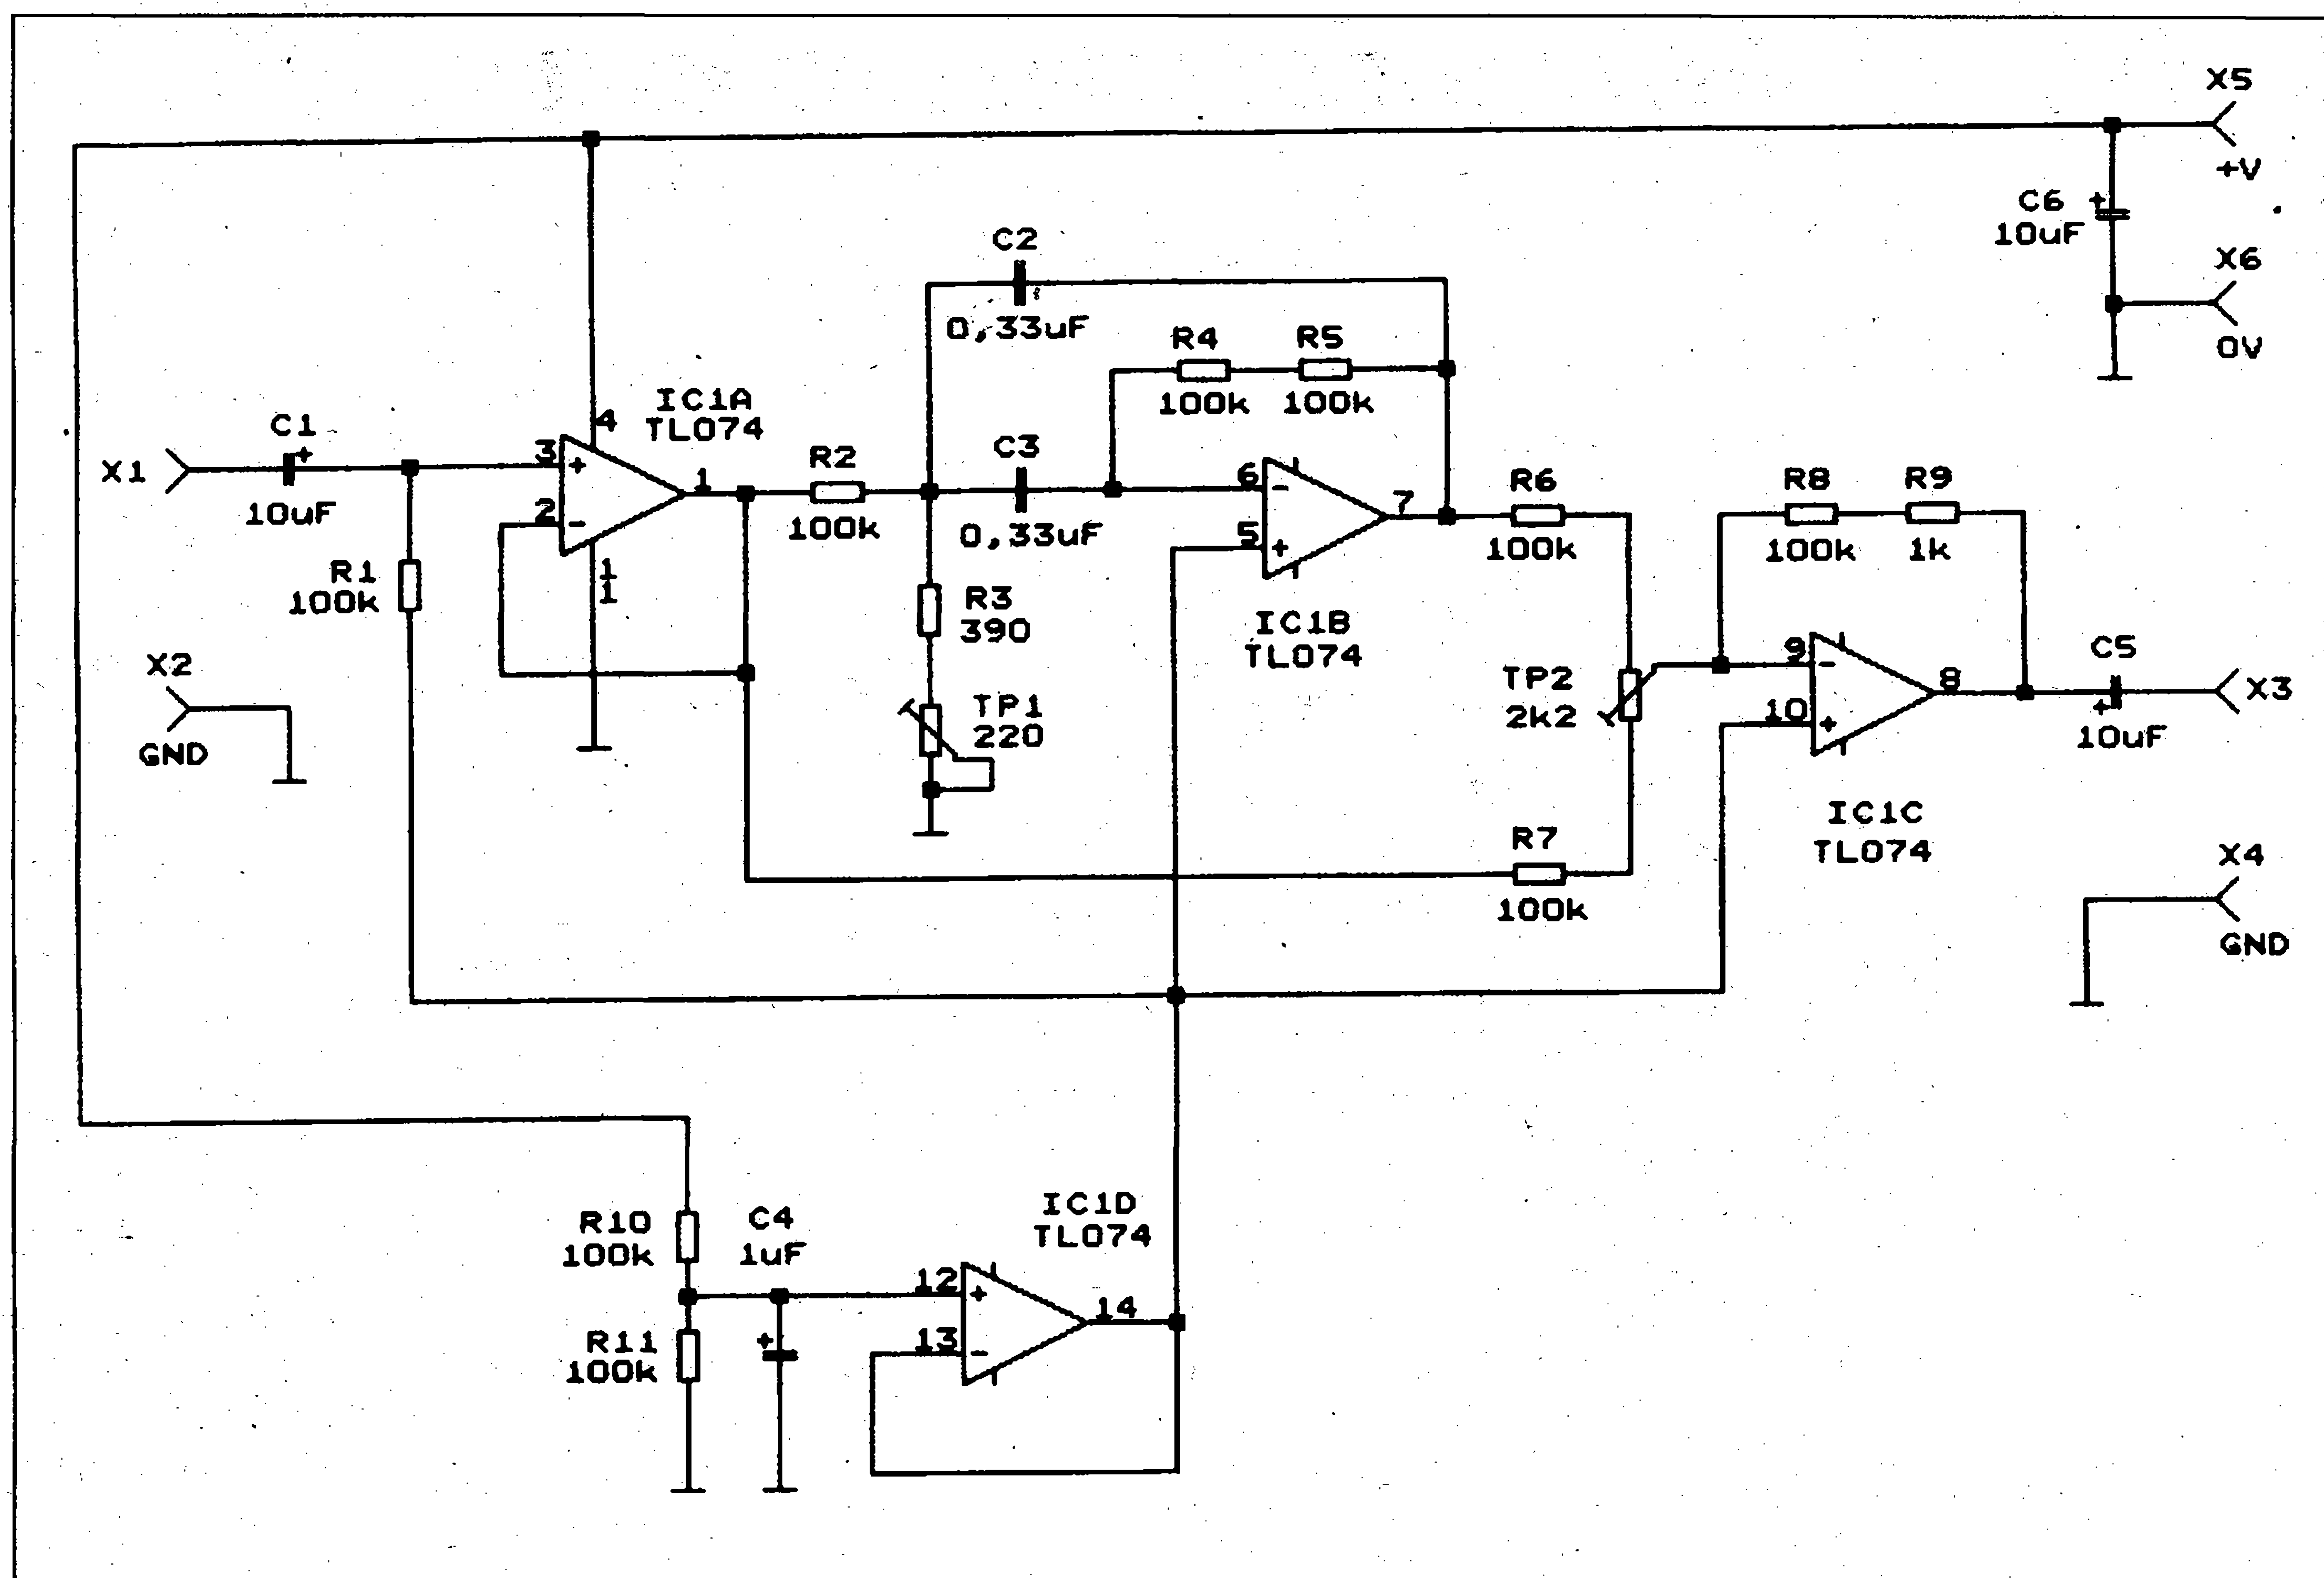 X5
+V
C6
+
10uF
X6
0V
C2
0,33uF
R4
R5
100k
100k
IC1A
TL074
4
C1
+
10uF
X1
3
+
2
-
1
1
1
R1
100k
R2
100k
C3
0,33uF
R3
390
TP1
220
6
-
5
+
7
IC1B
TL074
R6
100k
R8
R9
100k
1k
TP2
2k2
9
-
10
+
8
C5
+
10uF
X3
IC1C
TL074
X2
GND
R7
100k
X4
GND
R10
100k
C4
1uF
+
R11
100k
IC1D
TL074
12
+
13
-
14